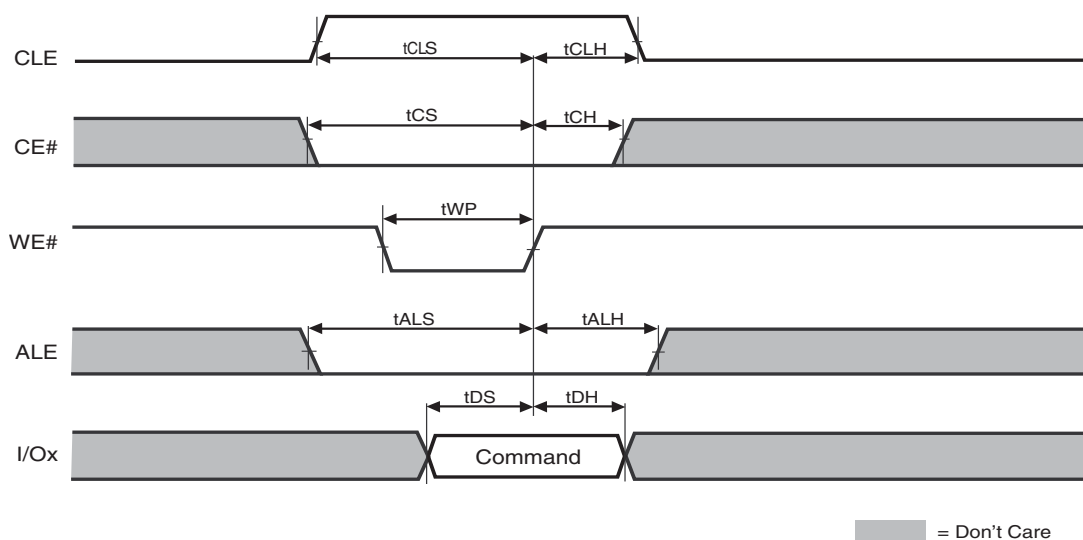 CLE
tCLS
tCLH
CE#
tCS
tCH
WE#
tWP
ALE
tALS
tALH
I/Ox
tDS
tDH
Command
= Don't Care